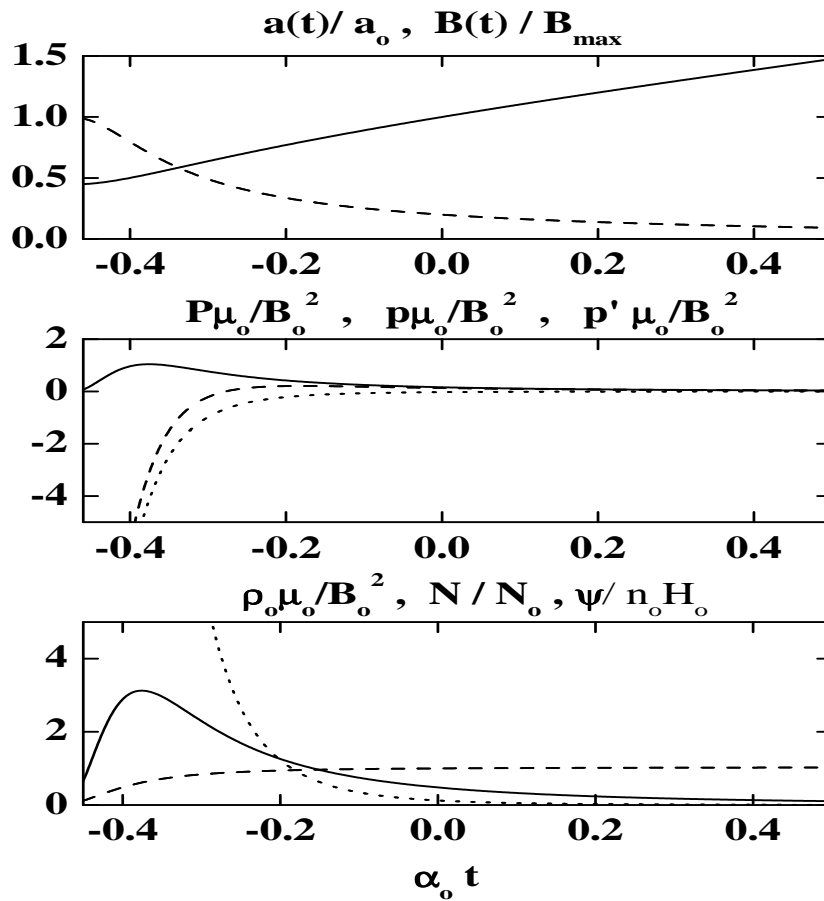 a(t)/ a_o , B(t) / B_max
1.5
1.0
0.5
0.0
-0.4 -0.2 0.0 0.2 0.4
Pμ_o/B_o^2 , pμ_o/B_o^2 , p' μ_o/B_o^2
2
0
-2
-4
-0.4 -0.2 0.0 0.2 0.4
ρ_oμ_o/B_o^2 , N / N_o , ψ/ n_oH_o
4
2
0
-0.4 -0.2 0.0 0.2 0.4
α_o t